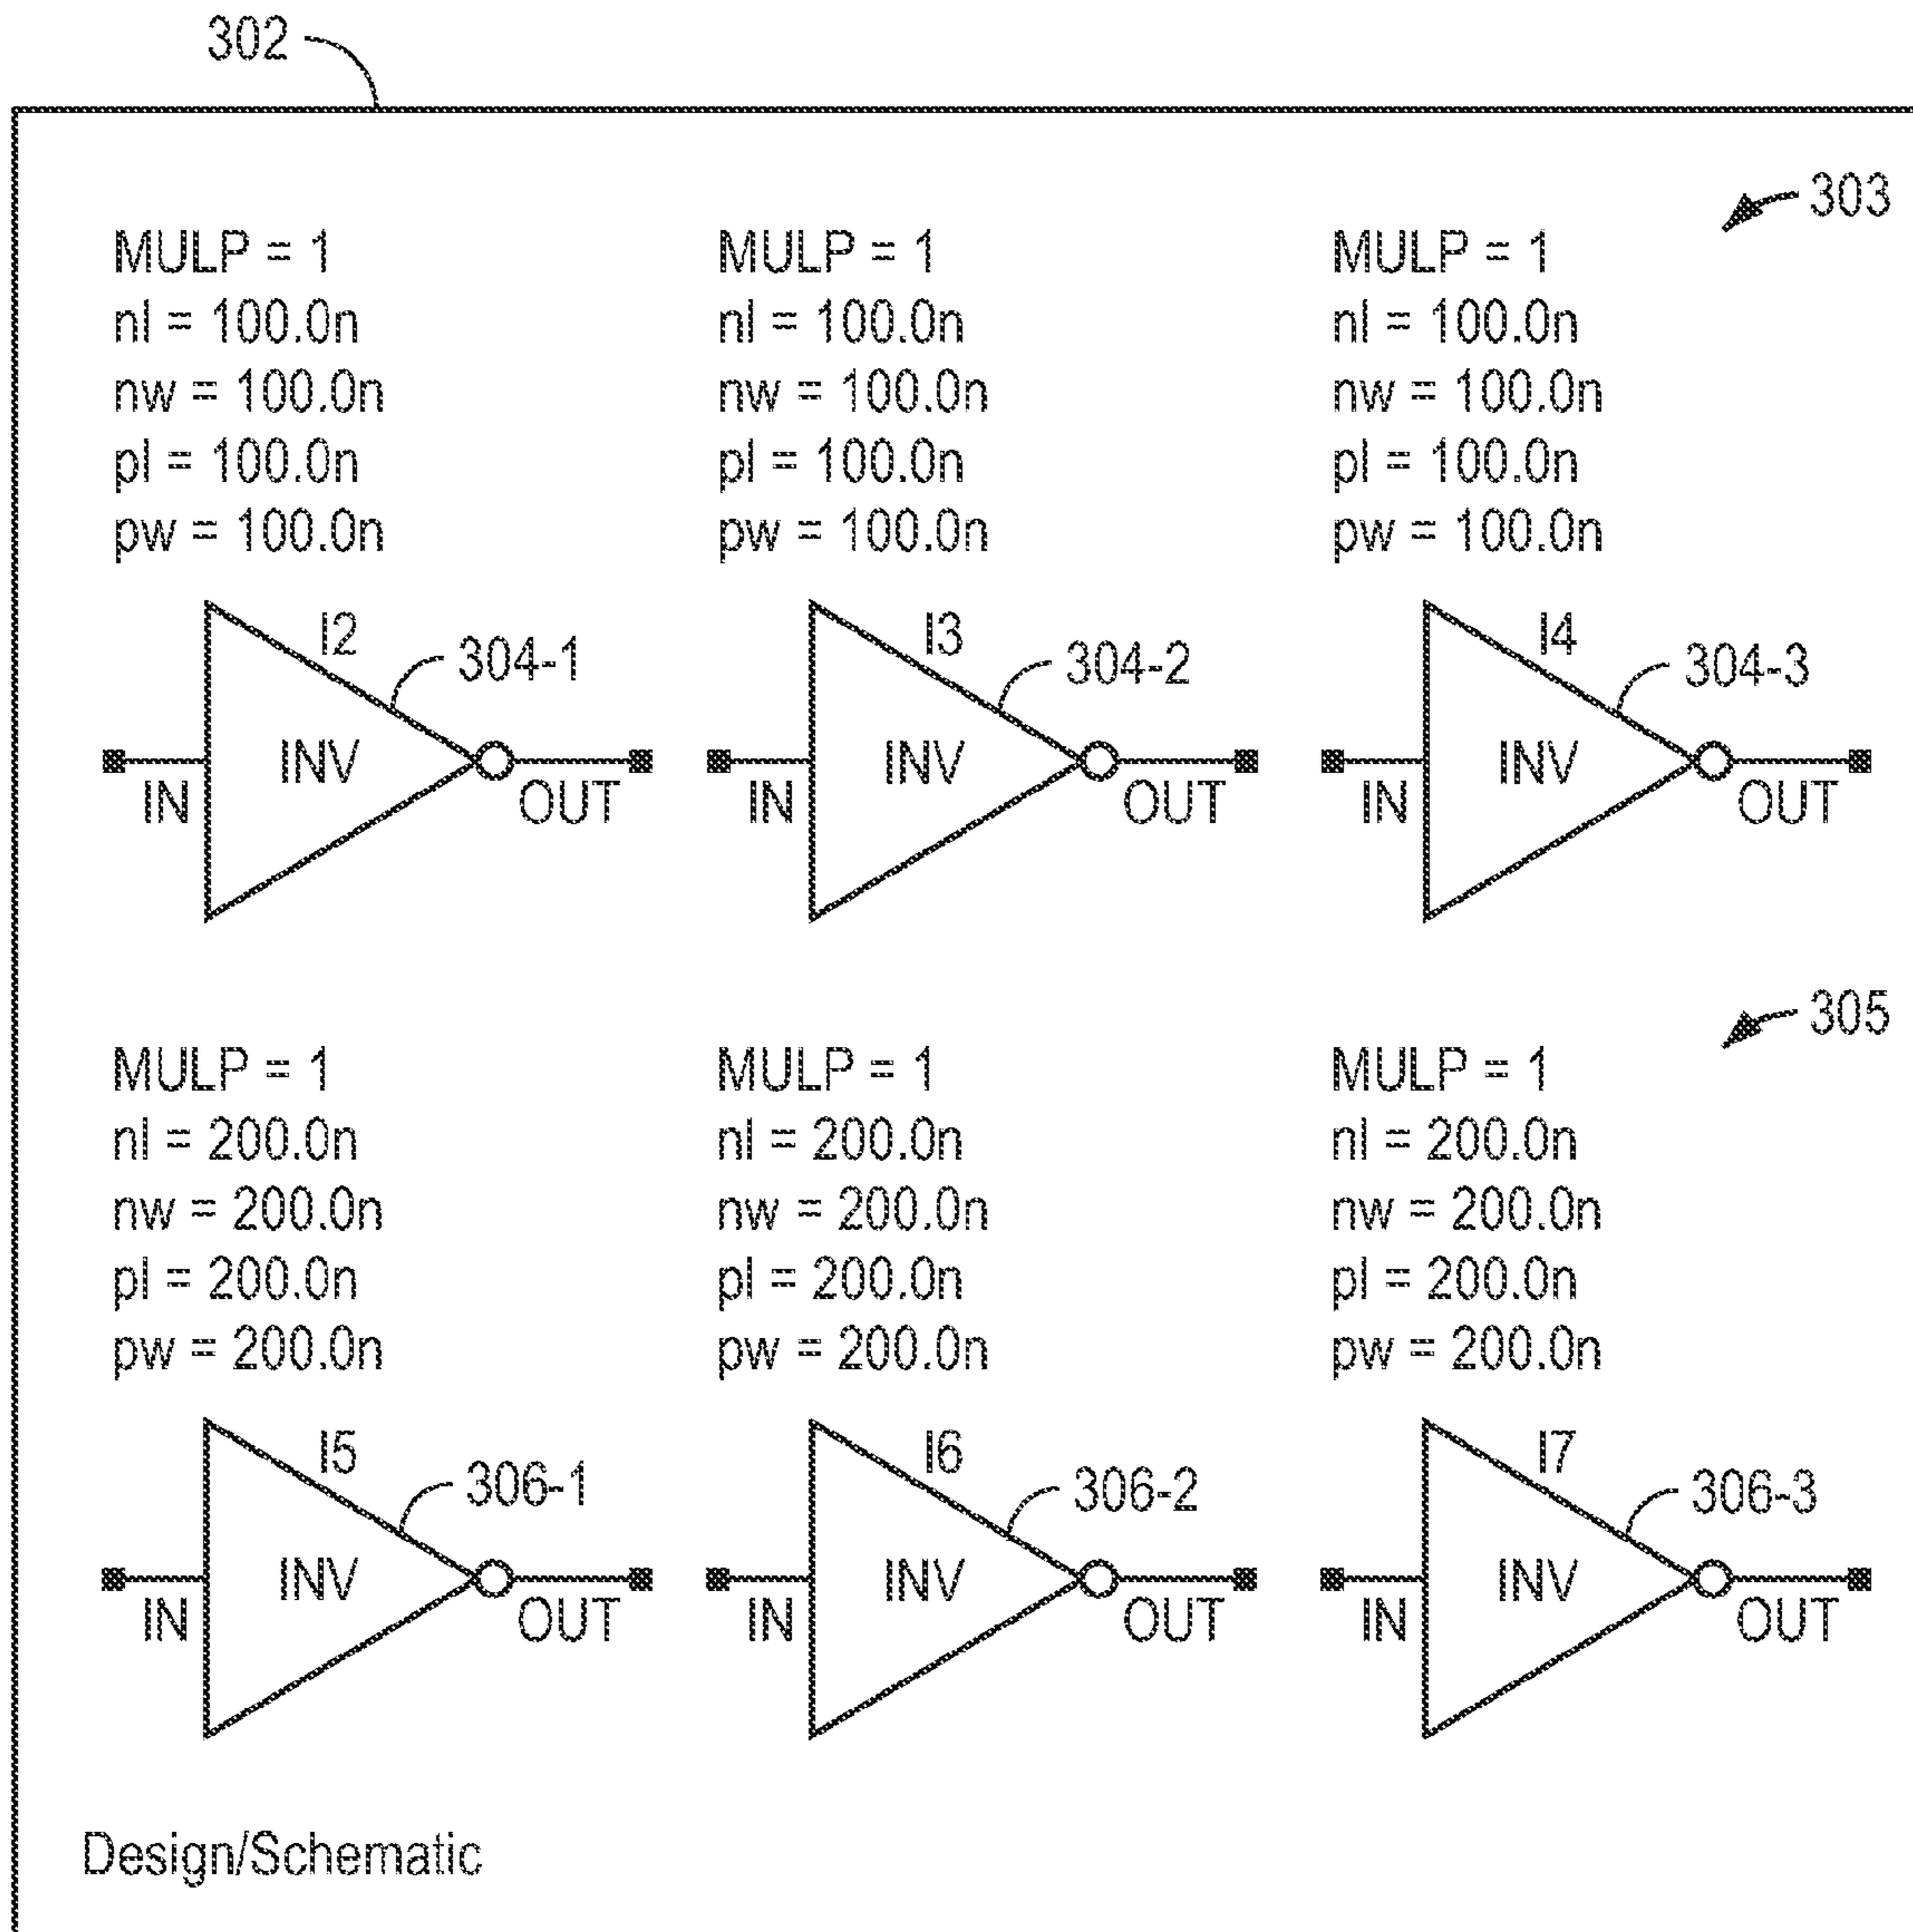 302
303
MULP = 1 MULP = 1 MULP = 1
nl = 100.0n nl = 100.0n nl = 100.0n
nw = 100.0n nw = 100.0n nw = 100.0n
pl = 100.0n pl = 100.0n pl = 100.0n
pw = 100.0n pw = 100.0n pw = 100.0n
I2 304-1 I3 304-2 I4 304-3
INV INV INV
IN OUT IN OUT IN OUT
305
MULP = 1 MULP = 1 MULP = 1
nl = 200.0n nl = 200.0n nl = 200.0n
nw = 200.0n nw = 200.0n nw = 200.0n
pl = 200.0n pl = 200.0n pl = 200.0n
pw = 200.0n pw = 200.0n pw = 200.0n
I5 306-1 I6 306-2 I7 306-3
INV INV INV
IN OUT IN OUT IN OUT
Design/Schematic